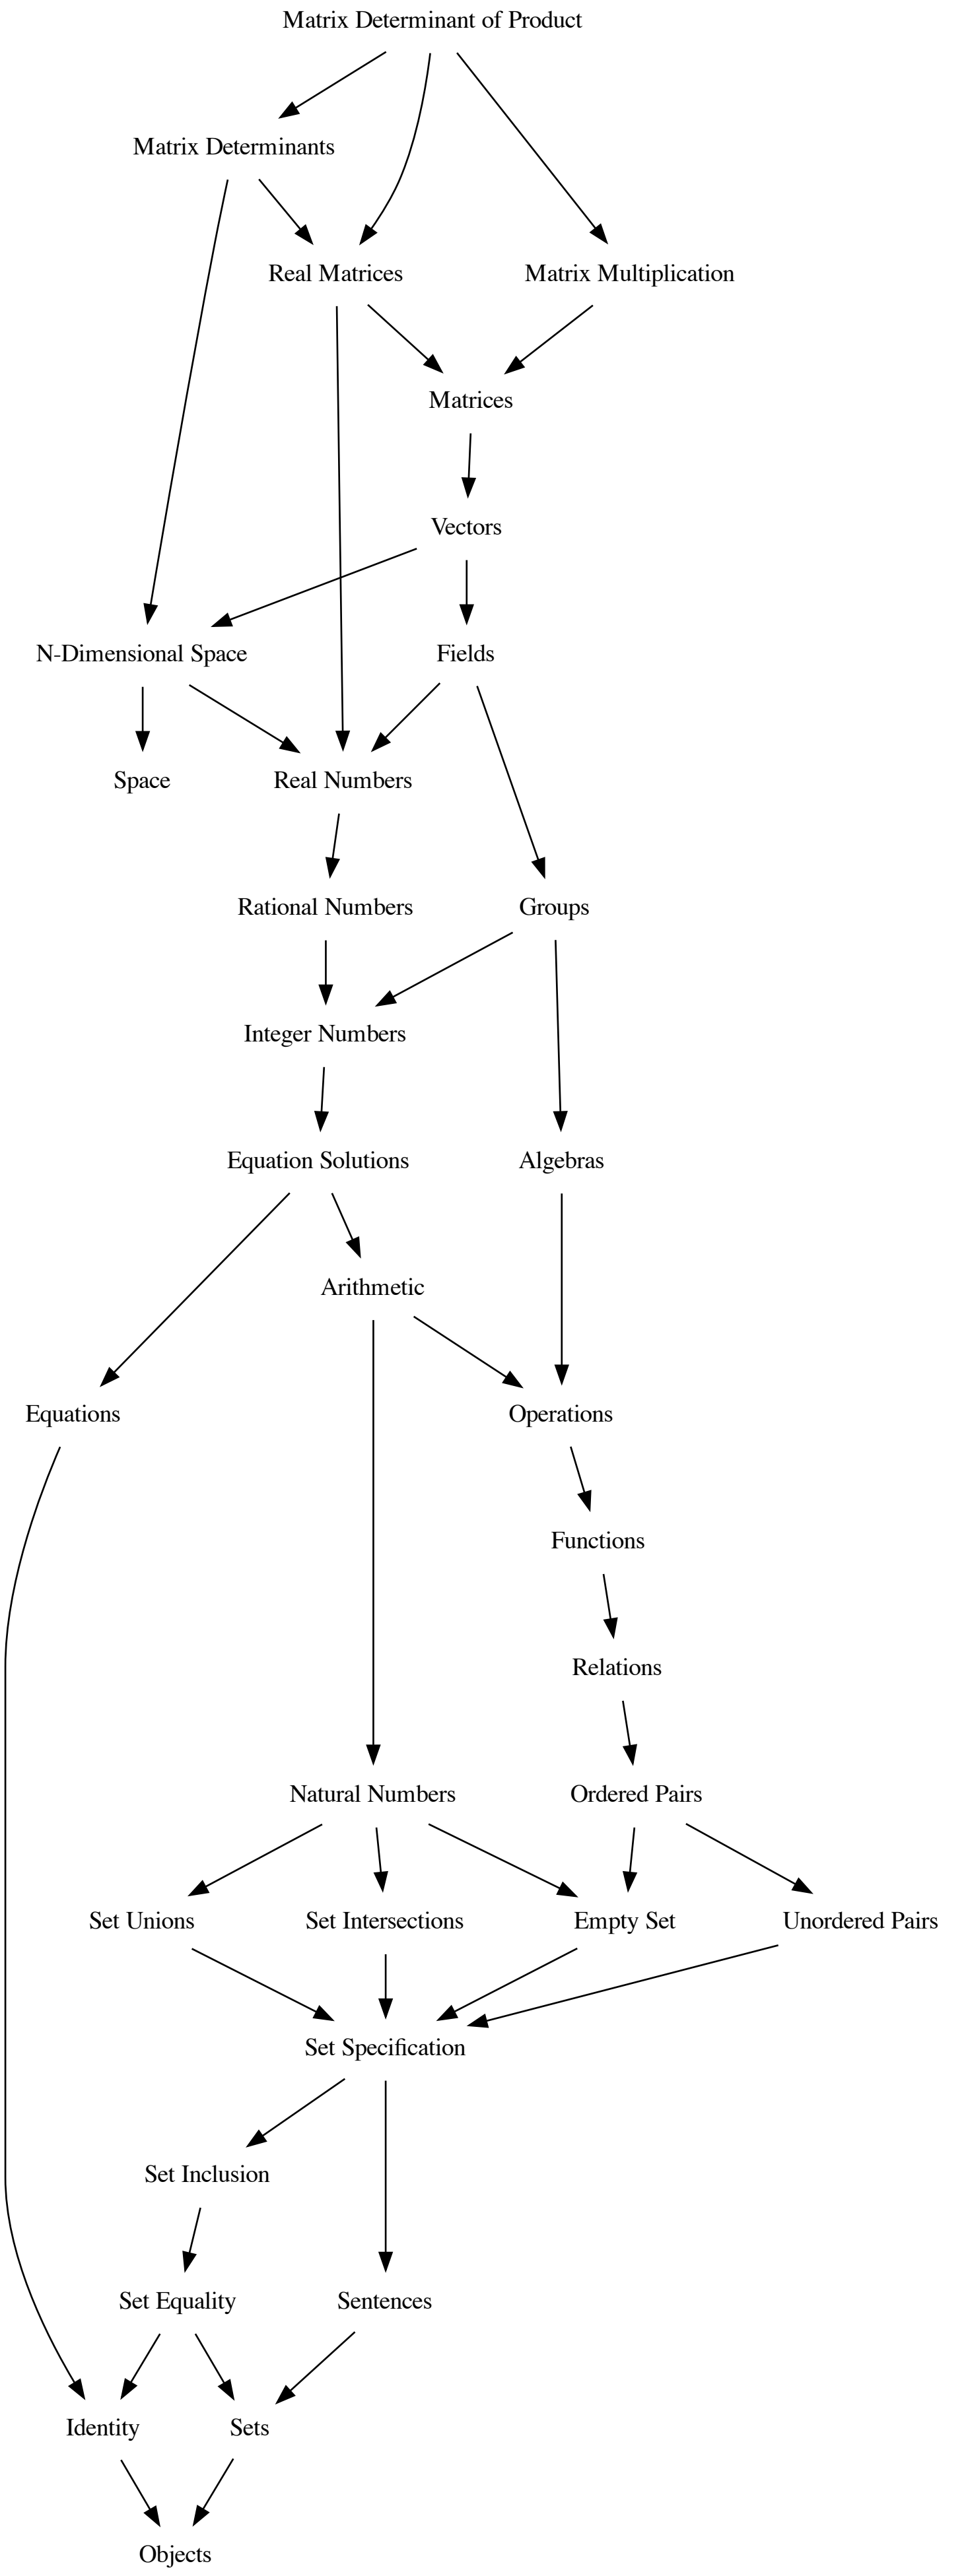 Matrix Determinant of Product
Matrix Determinants
Real Matrices
Matrix Multiplication
Matrices
Vectors
N-Dimensional Space
Fields
Space
Real Numbers
Rational Numbers
Groups
Integer Numbers
Equation Solutions
Algebras
Arithmetic
Equations
Operations
Functions
Relations
Natural Numbers
Ordered Pairs
Set Unions
Set Intersections
Empty Set
Unordered Pairs
Set Specification
Set Inclusion
Set Equality
Sentences
Identity
Sets
Objects